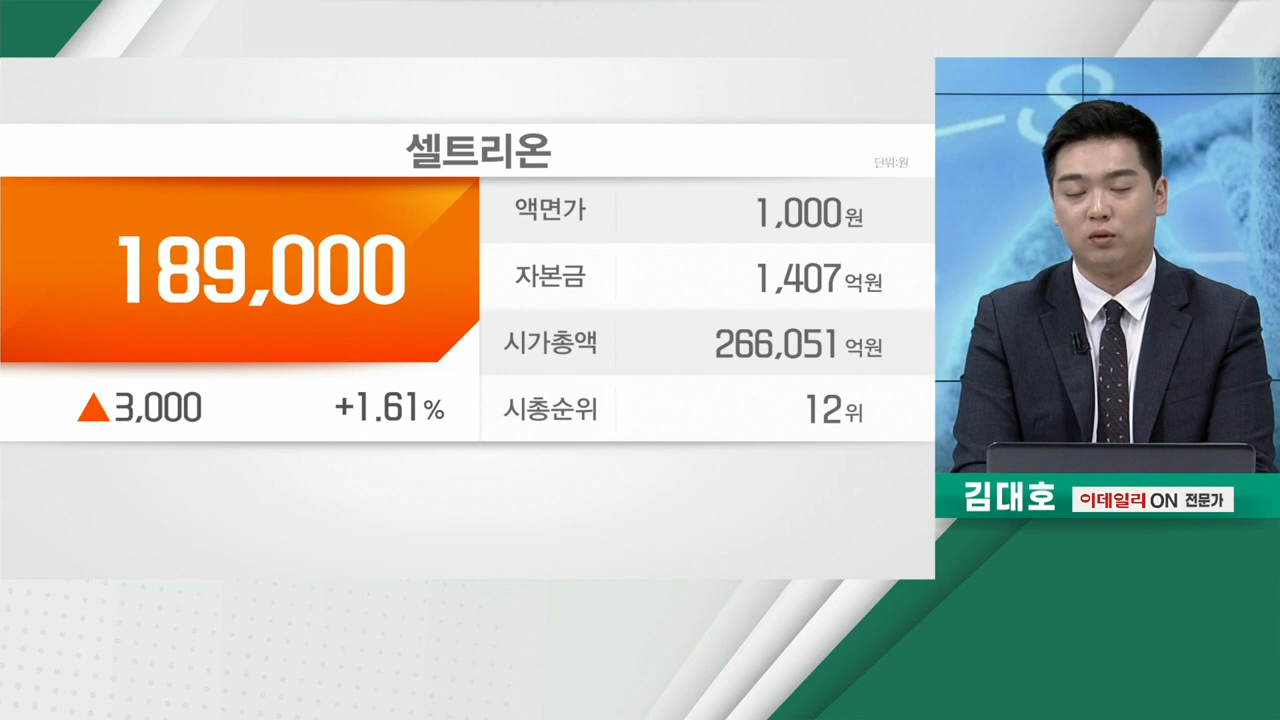 셀트리온
단위:원
189,000
▲3,000 +1.61%
액면가 1,000원
자본금 1,407억원
시가총액 266,051억원
시총순위 12위
김대호 이데일리ON 전문가